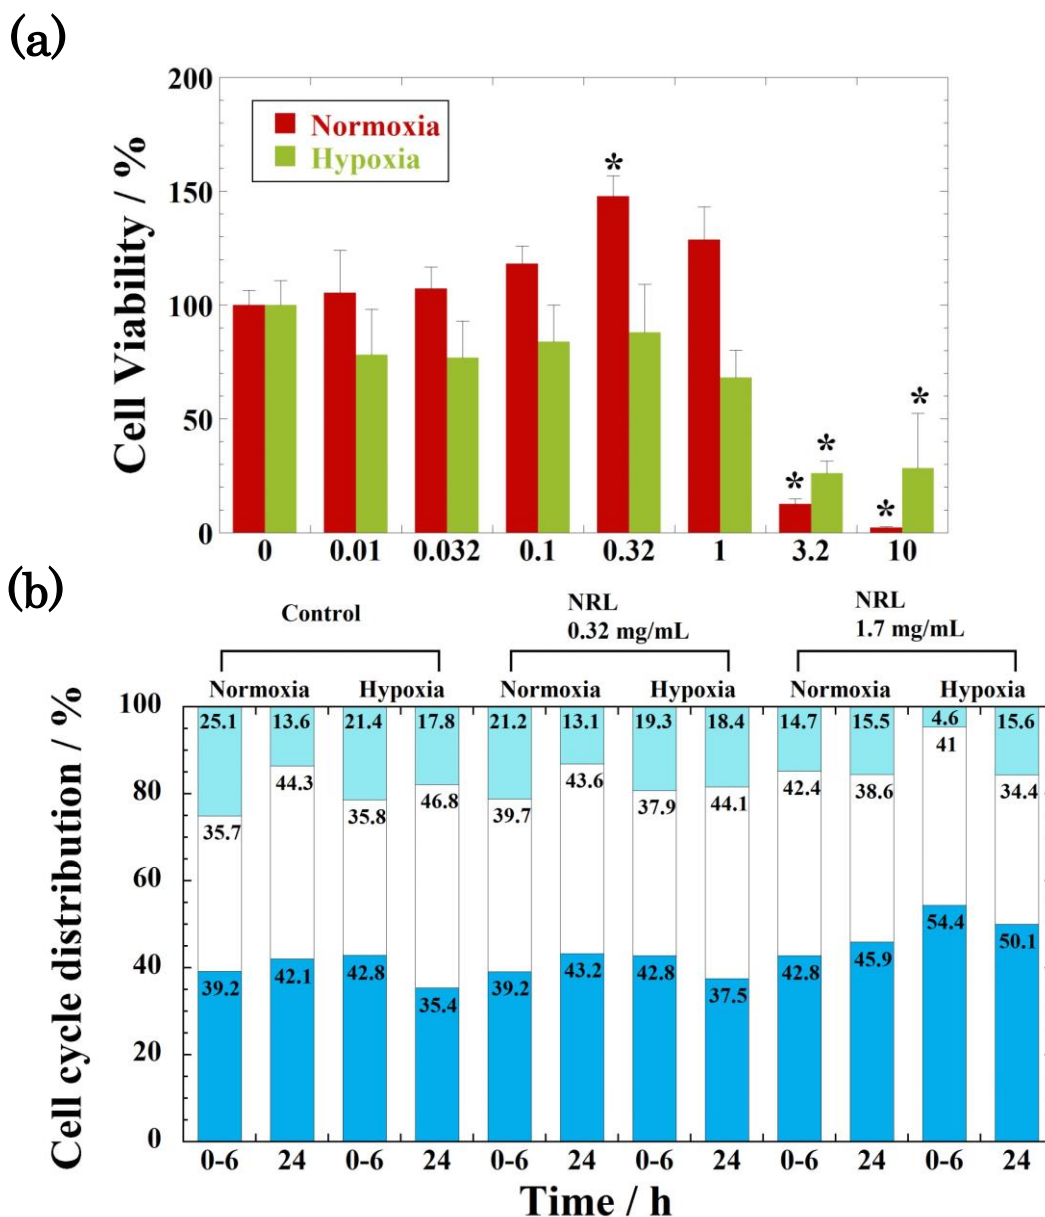 (a)
Cell Viability / %
200
150
100
50
0
Normoxia
Hypoxia
*
*
*
*
*
0 0.01 0.032 0.1 0.32 1 3.2 10
(b)
Control
NRL
0.32 mg/mL
NRL
1.7 mg/mL
Normoxia Hypoxia Normoxia Hypoxia Normoxia Hypoxia
Cell cycle distribution / %
100
80
60
40
20
0
25.1 13.6 21.4 17.8 21.2 13.1 19.3 18.4 14.7 15.5 4.6 15.6
35.7 44.3 35.8 46.8 39.7 43.6 37.9 44.1 42.4 38.6 41 34.4
39.2 42.1 42.8 35.4 39.2 43.2 42.8 37.5 42.8 45.9 54.4 50.1
0-6 24 0-6 24 0-6 24 0-6 24 0-6 24 0-6 24
Time / h